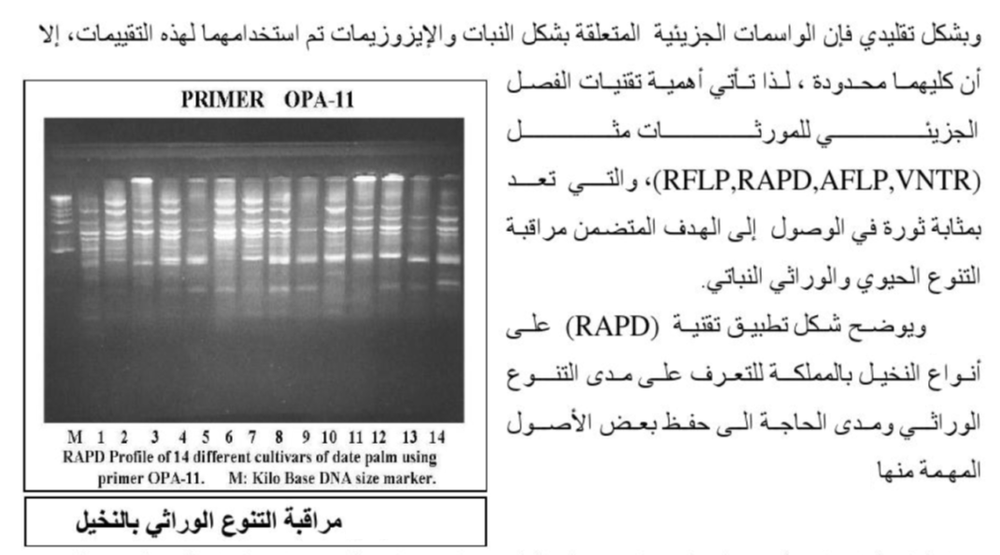 وبشكل تقليدي فإن الواسمات الجزيئية المتعلقة بشكل النبات والإيزوزيمات تم استخدامهما لهذه التقييمات، إلا
أن كليهما محدودة ، لذا تأتي أهمية تقنيات الفصل
الجزيئي للمورثات مثل
(RFLP,RAPD,AFLP,VNTR)، والتي تعد
بمثابة ثورة في الوصول إلى الهدف المتضمن مراقبة
التنوع الحيوي والوراثي النباتي.
ويوضح شكل تطبيق تقنية (RAPD) على
أنواع النخيل بالمملكة للتعرف على مدى التنوع
الوراثي ومدى الحاجة الى حفظ بعض الأصول
المهمة منها
PRIMER OPA-11
M 1 2 3 4 5 6 7 8 9 10 11 12 13 14
RAPD Profile of 14 different cultivars of date palm using
primer OPA-11. M: Kilo Base DNA size marker.
مراقبة التنوع الوراثي بالنخيل